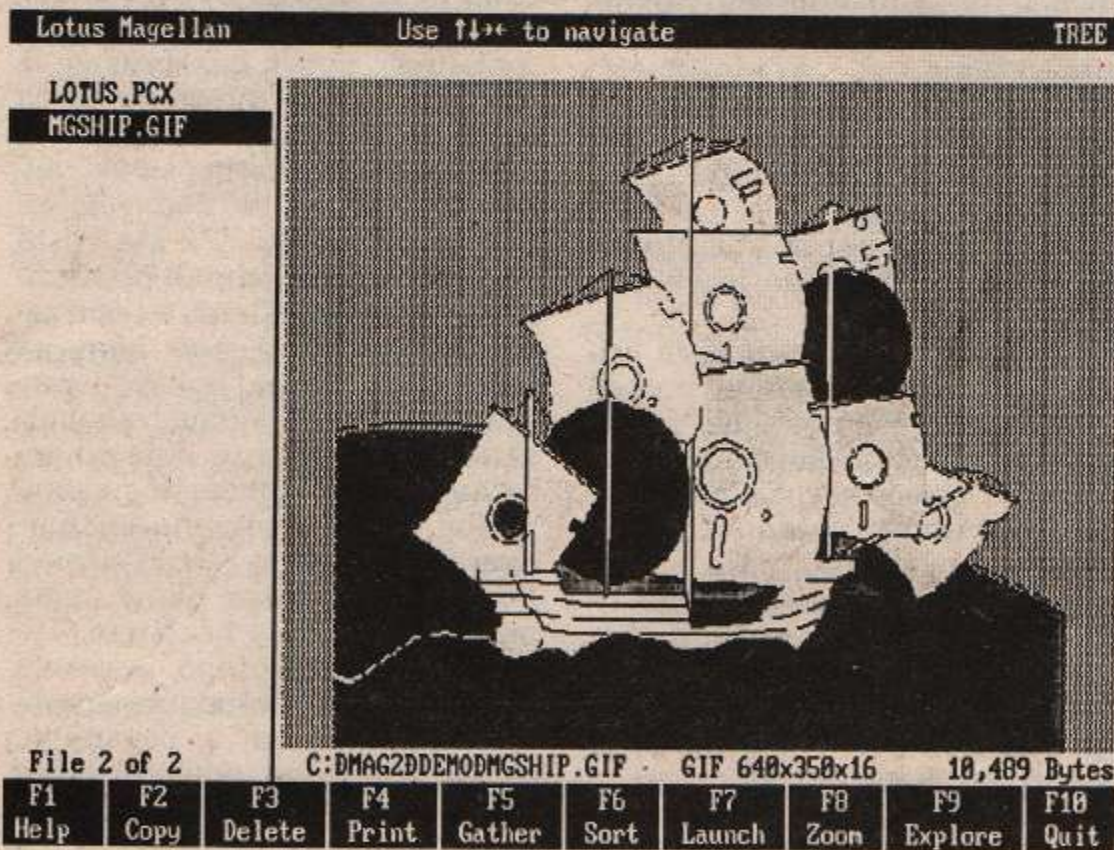 Lotus Magellan Use ↑↓→← to navigate TREE
LOTUS.PCX
MGSHIP.GIF
File 2 of 2 C:DMAG2DDEMODMGSHIP.GIF GIF 640x350x16 10,489 Bytes
F1 F2 F3 F4 F5 F6 F7 F8 F9 F10
Help Copy Delete Print Gather Sort Launch Zoom Explore Quit